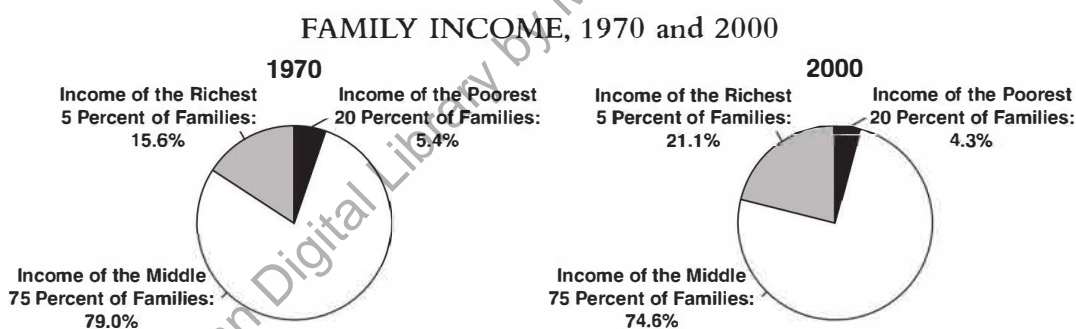 FAMILY INCOME, 1970 and 2000
1970
Income of the Richest
5 Percent of Families:
15.6%
Income of the Poorest
20 Percent of Families:
5.4%
Income of the Middle
75 Percent of Families:
79.0%
2000
Income of the Richest
5 Percent of Families:
21.1%
Income of the Poorest
20 Percent of Families:
4.3%
Income of the Middle
75 Percent of Families:
74.6%
Digital Library by